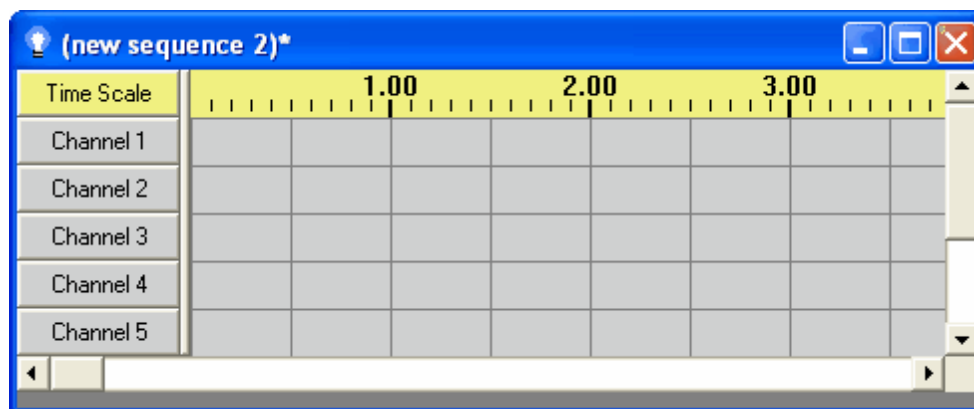 (new sequence 2)*
Time Scale 1.00 2.00 3.00
Channel 1
Channel 2
Channel 3
Channel 4
Channel 5